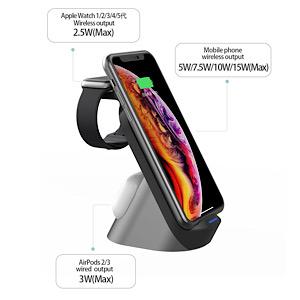 Apple Watch 1/2/3/4/5代
Wireless output
2.5W(Max)
Mobile phone
wireless output
5W/7.5W/10W/15W(Max)
AirPods 2/3
wired output
3W(Max)